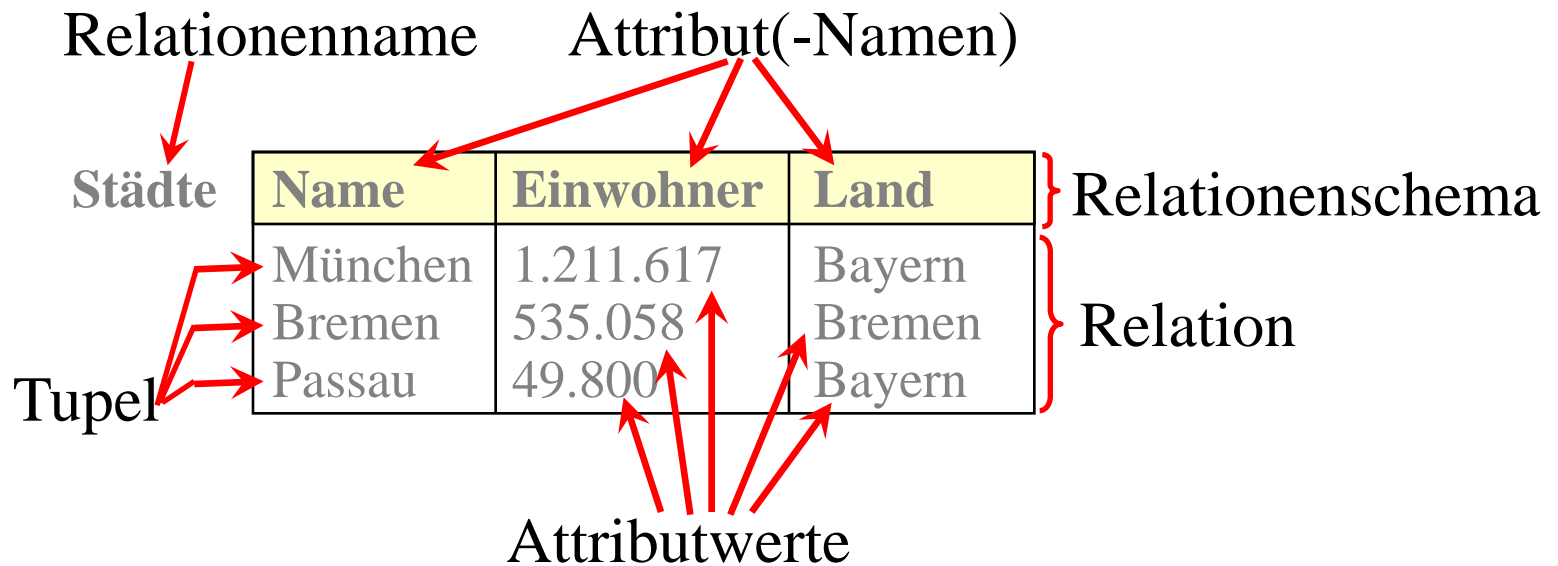 Relationenname Attribut(-Namen)
Städte Name Einwohner Land Relationenschema
München 1.211.617 Bayern
Bremen 535.058 Bremen Relation
Passau 49.800 Bayern
Tupel
Attributwerte